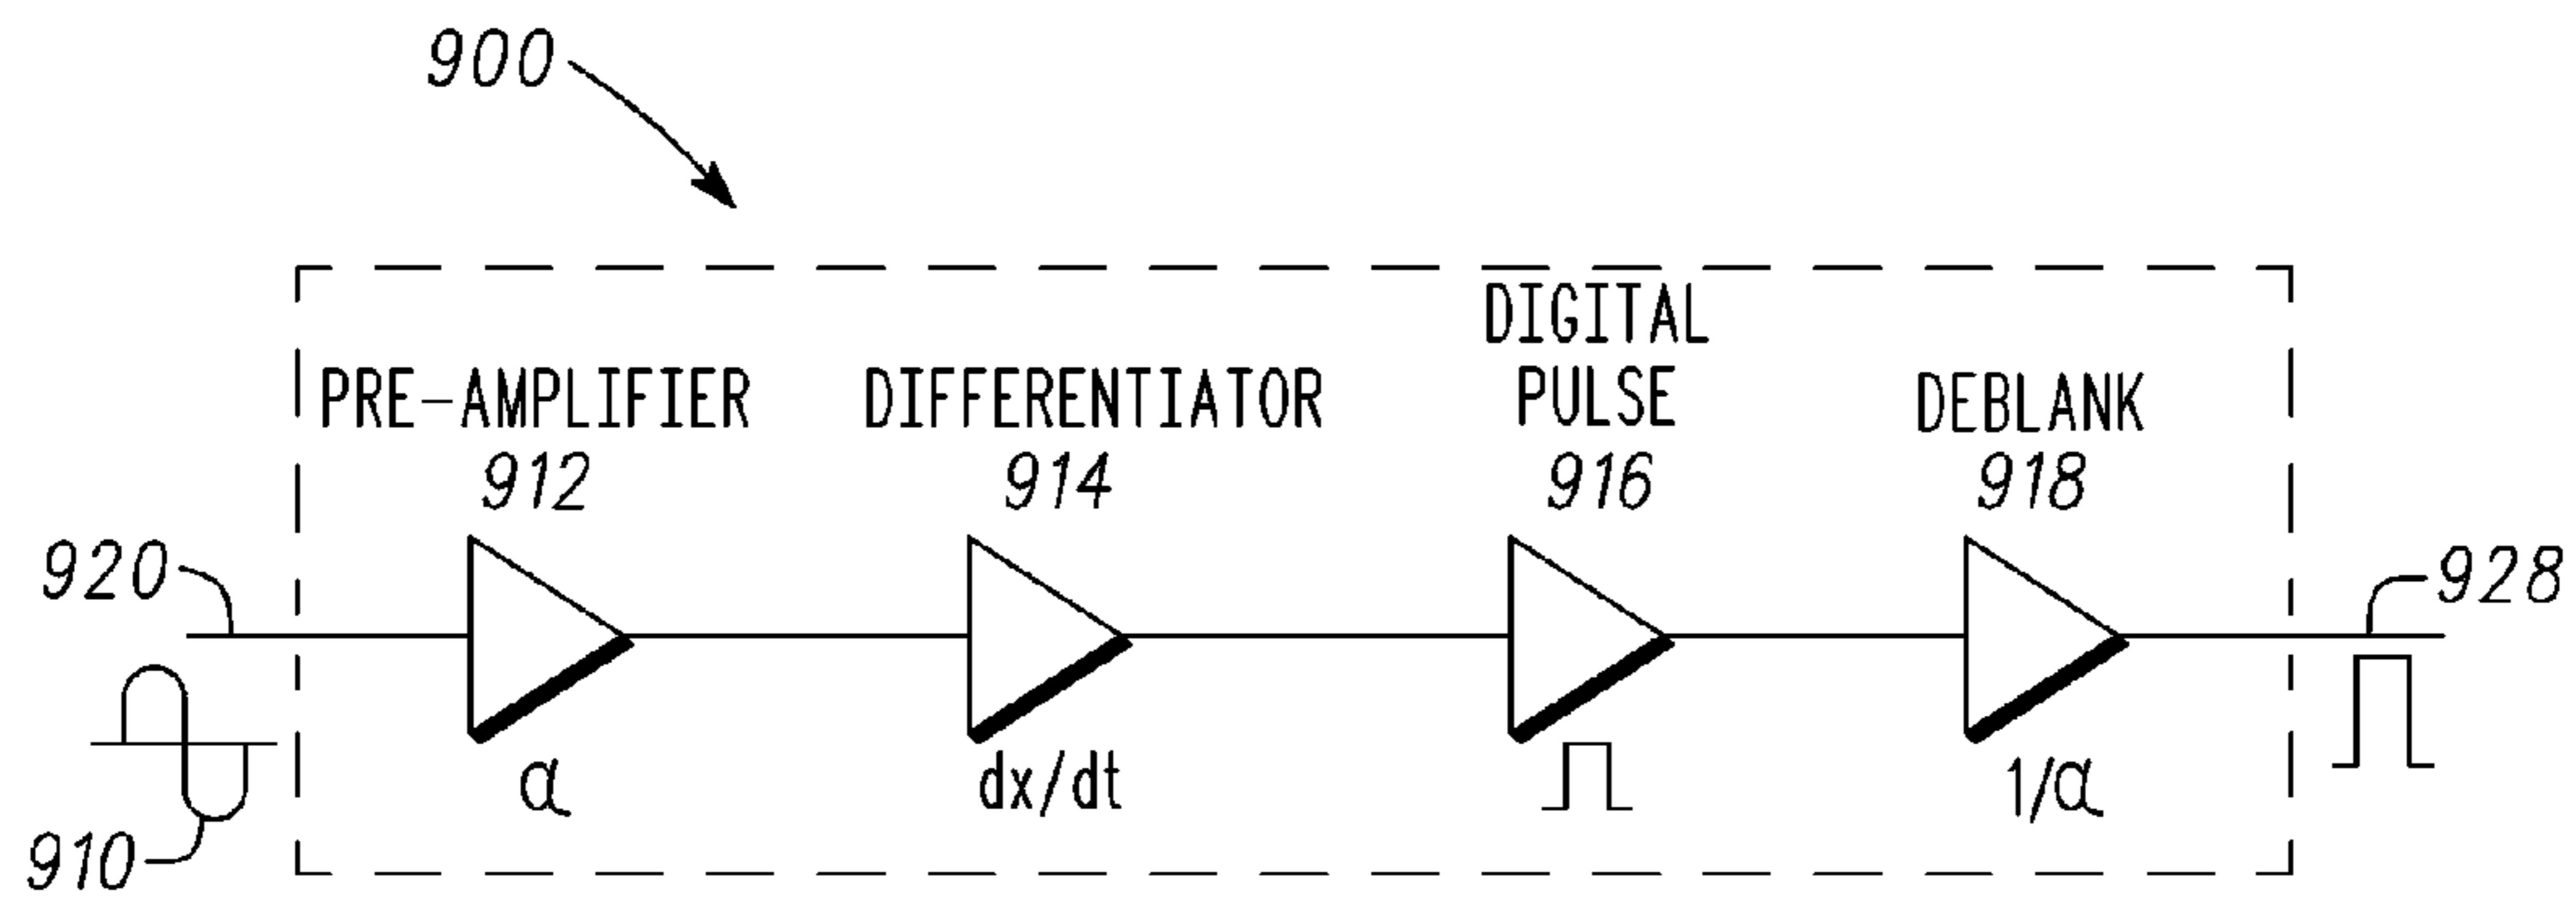 900
DIGITAL
PULSE
916
PRE-AMPLIFIER
912
DIFFERENTIATOR
914
DEBLANK
918
920
928
910
α
dx/dt
1/α